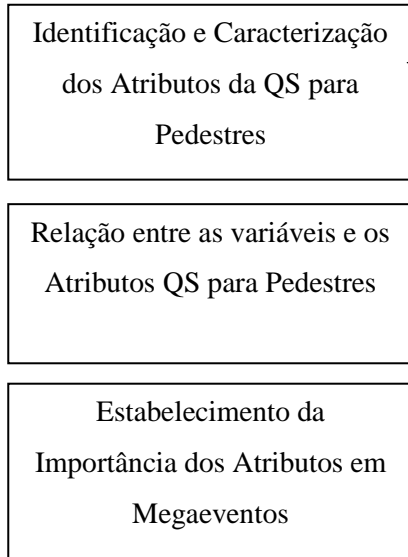 Identificação e Caracterização
dos Atributos da QS para
Pedestres
Relação entre as variáveis e os
Atributos QS para Pedestres
Estabelecimento da
Importância dos Atributos em
Megaeventos